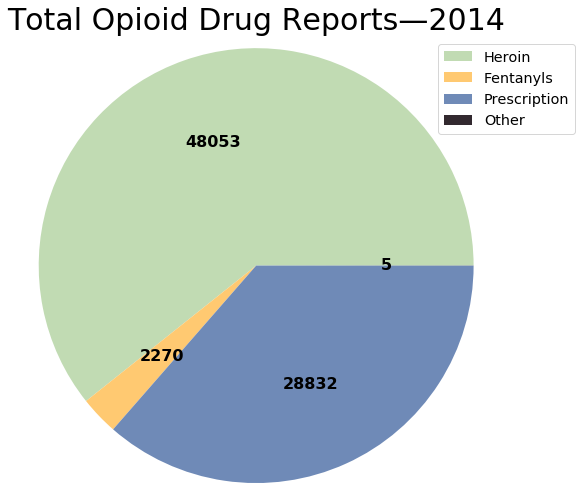 Total Opioid Drug Reports—2014
Heroin
Fentanyls
Prescription
Other
48053
5
2270
28832